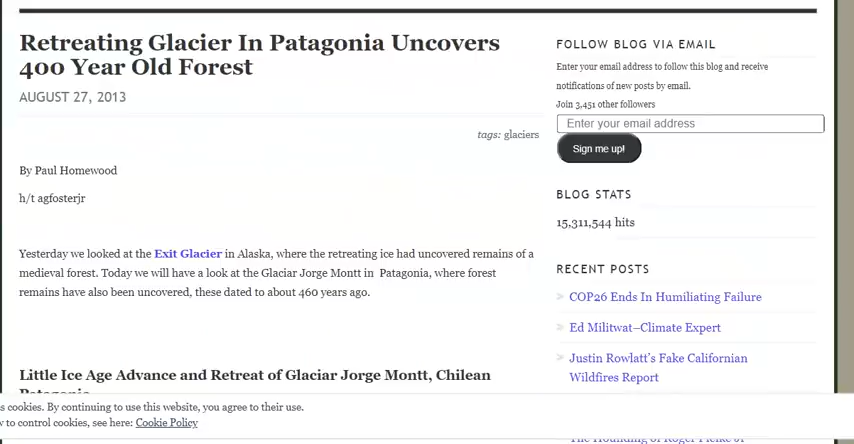 Retreating Glacier In Patagonia Uncovers
400 Year Old Forest
AUGUST 27, 2013
tags: glaciers
By Paul Homewood
h/t agfosterjr
Yesterday we looked at the Exit Glacier in Alaska, where the retreating ice had uncovered remains of a
medieval forest. Today we will have a look at the Glaciar Jorge Montt in Patagonia, where forest
remains have also been uncovered, these dated to about 460 years ago.
Little Ice Age Advance and Retreat of Glaciar Jorge Montt, Chilean
Patagonia
FOLLOW BLOG VIA EMAIL
Enter your email address to follow this blog and receive
notifications of new posts by email.
Join 3,451 other followers
Enter your email address
Sign me up!
BLOG STATS
15,311,544 hits
RECENT POSTS
COP26 Ends In Humiliating Failure
Ed Militwat–Climate Expert
Justin Rowlatt's Fake Californian
Wildfires Report
The Hounding of Roger Pielke Jr
s cookies. By continuing to use this website, you agree to their use.
w to control cookies, see here: Cookie Policy